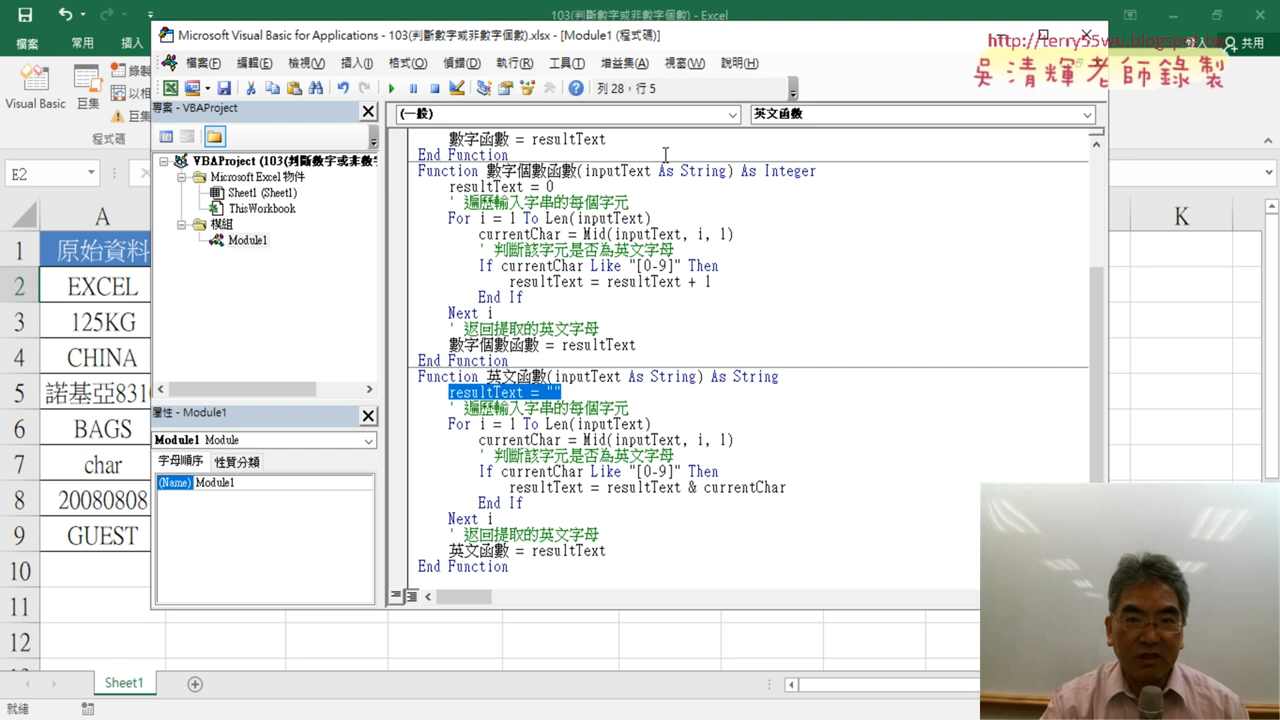 103(判斷數字或非數字個數) - Excel
檔案 常用 插入 共用
Microsoft Visual Basic for Applications - 103(判斷數字或非數字個數).xlsx - [Module1 (程式碼)]
http://terry55wu.blogspot.tw
吳清輝老師錄製
檔案(F) 編輯(E) 檢視(V) 插入(I) 格式(O) 偵錯(D) 執行(R) 工具(T) 增益集(A) 視窗(W) 說明(H)
列 28，行 5
Visual Basic 巨集
錄製
以相
巨集
程式碼
專案 - VBAProject
(一般) 英文函數
VBAProject (103(判斷數字或非數
Microsoft Excel 物件
Sheet1 (Sheet1)
ThisWorkbook
模組
Module1
屬性 - Module1
Module1 Module
字母順序 性質分類
(Name) Module1
數字函數 = resultText
End Function
Function 數字個數函數(inputText As String) As Integer
resultText = 0
' 遍歷輸入字串的每個字元
For i = 1 To Len(inputText)
currentChar = Mid(inputText, i, 1)
' 判斷該字元是否為英文字母
If currentChar Like "[0-9]" Then
resultText = resultText + 1
End If
Next i
' 返回提取的英文字母
數字個數函數 = resultText
End Function
Function 英文函數(inputText As String) As String
resultText = ""
' 遍歷輸入字串的每個字元
For i = 1 To Len(inputText)
currentChar = Mid(inputText, i, 1)
' 判斷該字元是否為英文字母
If currentChar Like "[0-9]" Then
resultText = resultText & currentChar
End If
Next i
' 返回提取的英文字母
英文函數 = resultText
End Function
E2
A K
1 原始資料
2 EXCEL
3 125KG
4 CHINA
5 諾基亞831
6 BAGS
7 char
8 20080808
9 GUEST
10
11
12
Sheet1
就緒